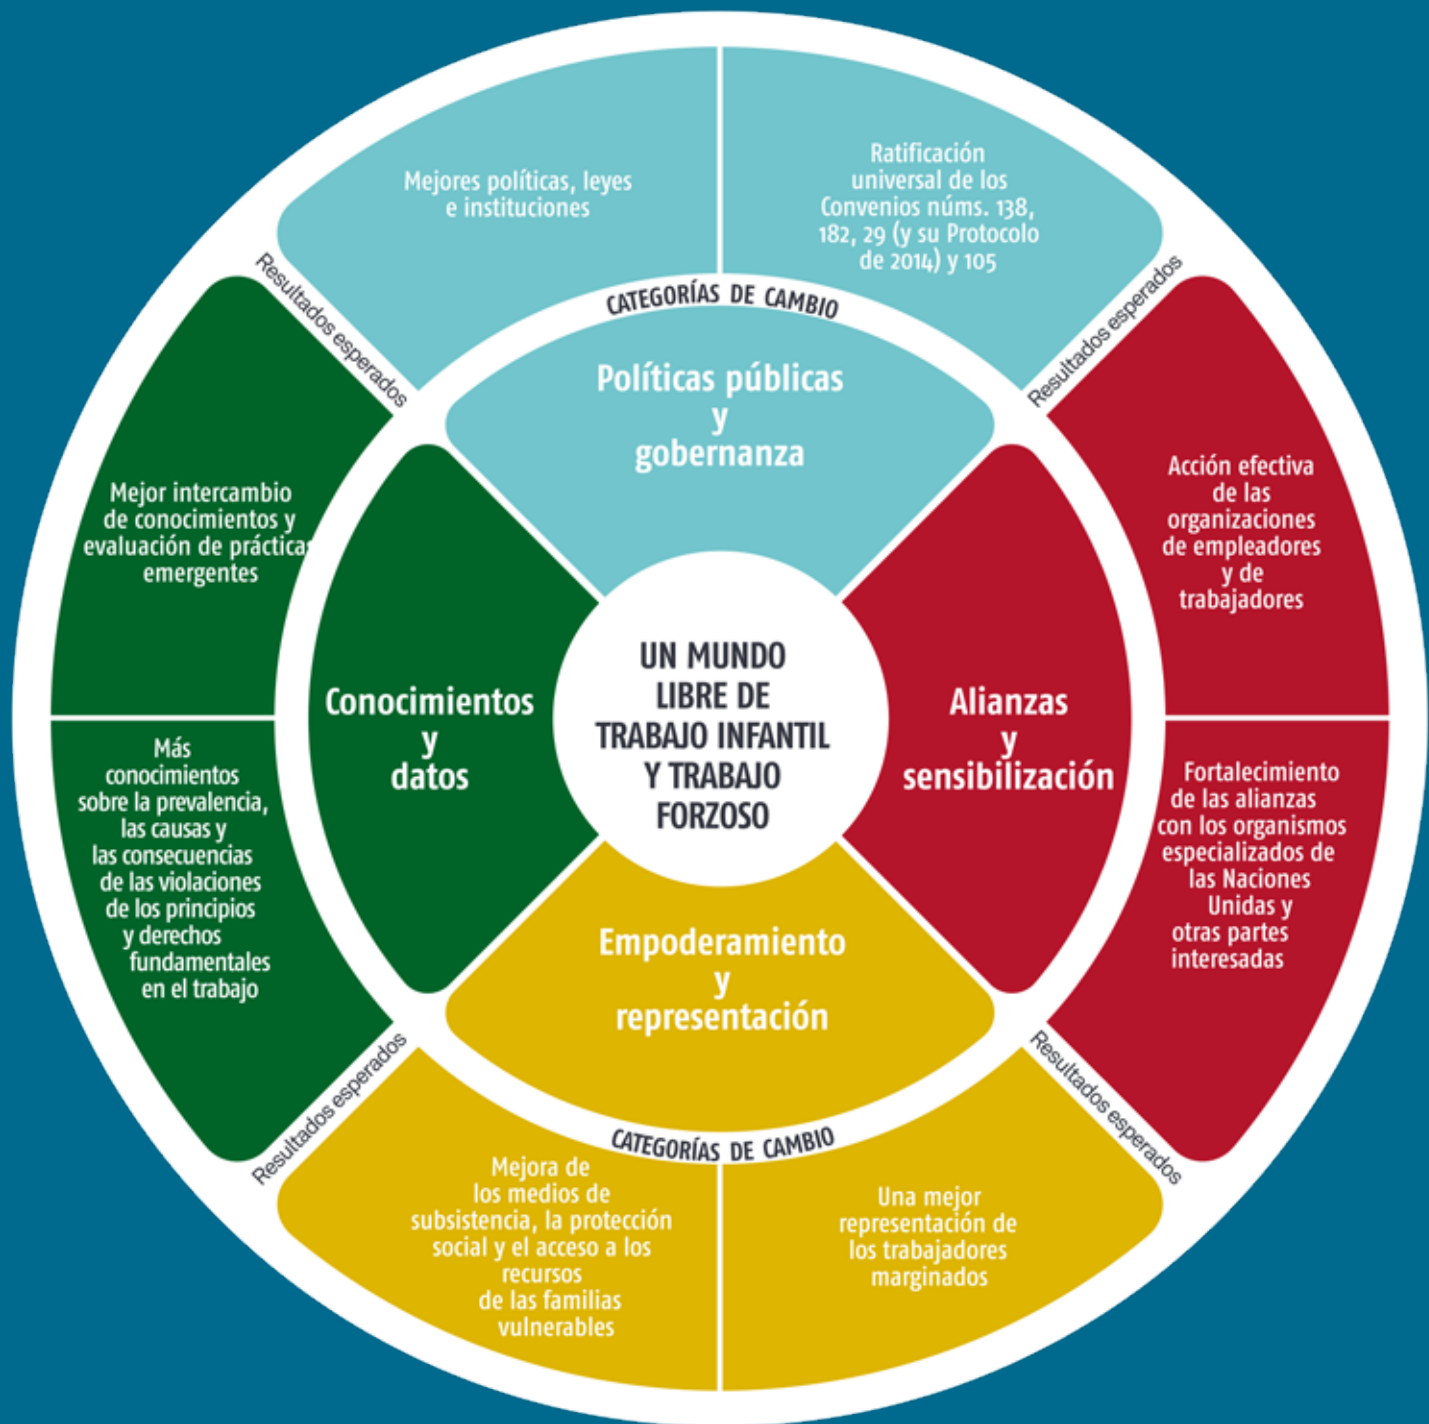 Mejores políticas, leyes
e instituciones
Ratificación
universal de los
Convenios núms. 138,
182, 29 (y su Protocolo
de 2014) y 105
Resultados esperados
Resultados esperados
CATEGORÍAS DE CAMBIO
Políticas públicas
y
gobernanza
Mejor intercambio
de conocimientos y
evaluación de prácticas
emergentes
Acción efectiva
de las
organizaciones
de empleadores
y de
trabajadores
Conocimientos
y
datos
UN MUNDO
LIBRE DE
TRABAJO INFANTIL
Y TRABAJO
FORZOSO
Alianzas
y
sensibilización
Más
conocimientos
sobre la prevalencia,
las causas y
las consecuencias
de las violaciones
de los principios
y derechos
fundamentales
en el trabajo
Fortalecimiento
de las alianzas
con los organismos
especializados de
las Naciones
Unidas y
otras partes
interesadas
Empoderamiento
y
representación
Resultados esperados
Resultados esperados
CATEGORÍAS DE CAMBIO
Mejora de
los medios de
subsistencia, la protección
social y el acceso a los
recursos
de las familias
vulnerables
Una mejor
representación de
los trabajadores
marginados